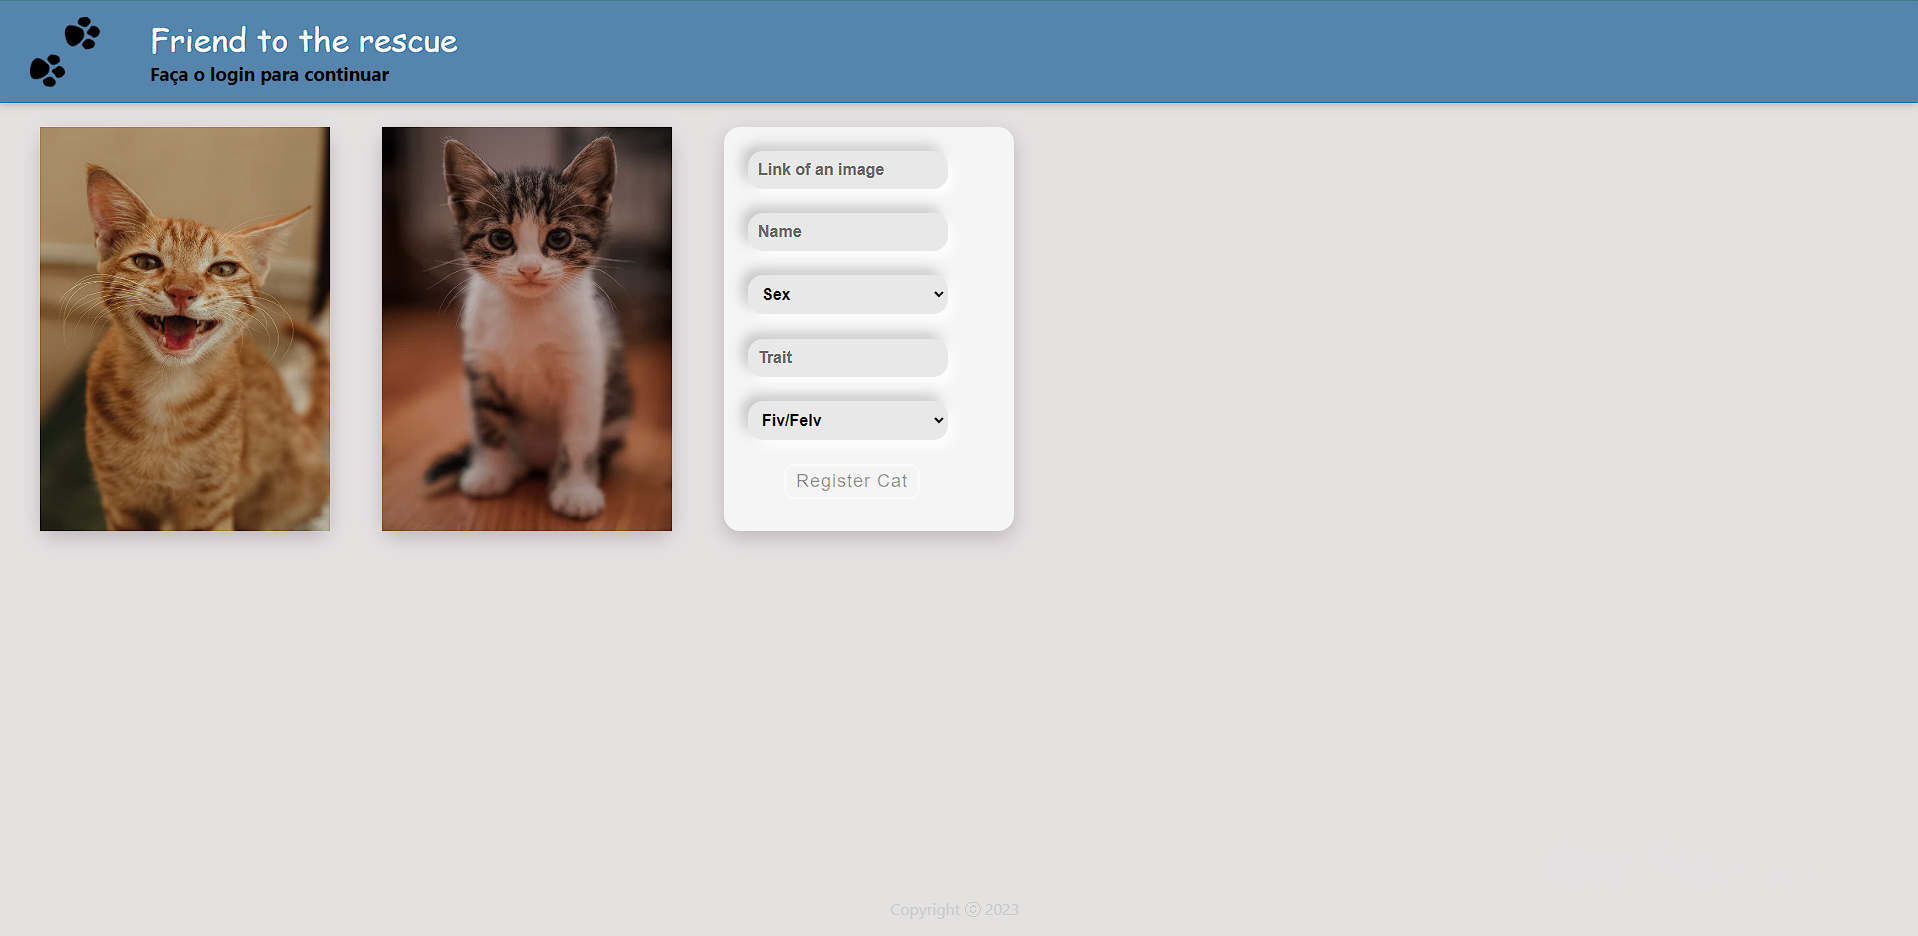 Friend to the rescue
Faça o login para continuar
Link of an image
Name
Sex
Trait
Fiv/Felv
Register Cat
Copyright ⓒ 2023